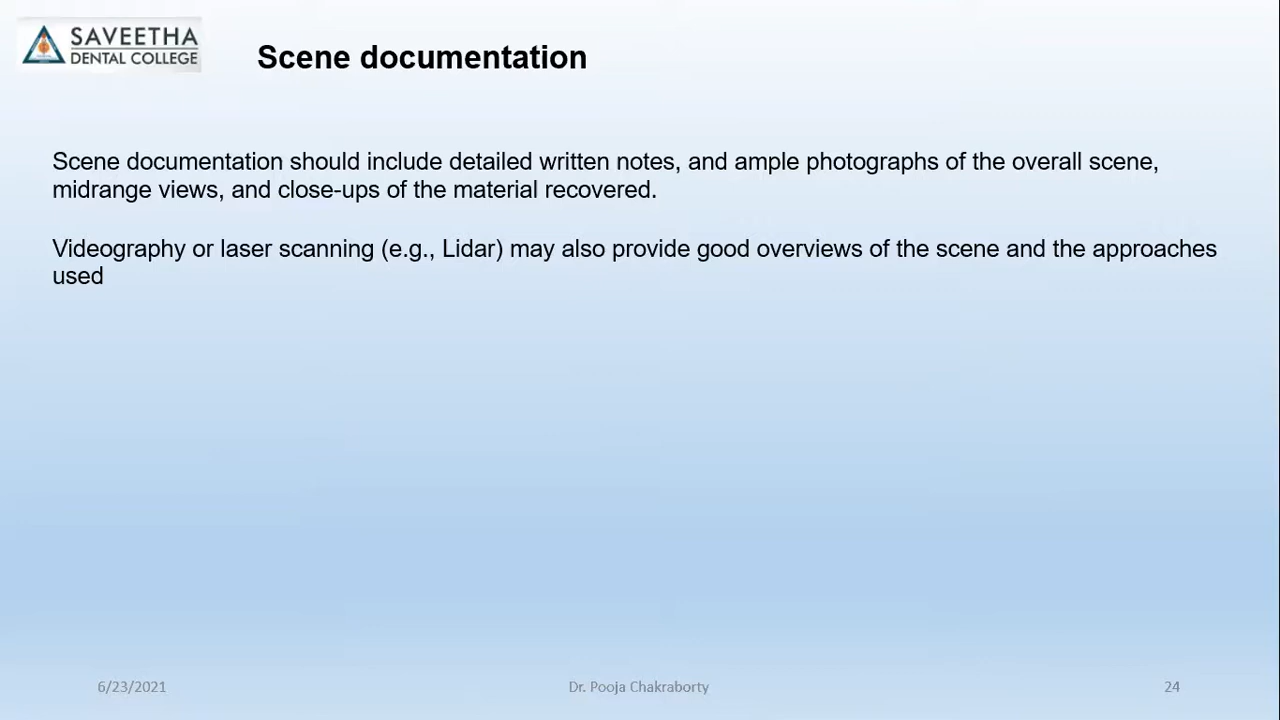 SAVEETHA
DENTAL COLLEGE
Scene documentation
Scene documentation should include detailed written notes, and ample photographs of the overall scene,
midrange views, and close-ups of the material recovered.
Videography or laser scanning (e.g., Lidar) may also provide good overviews of the scene and the approaches
used
6/23/2021
Dr. Pooja Chakraborty
24